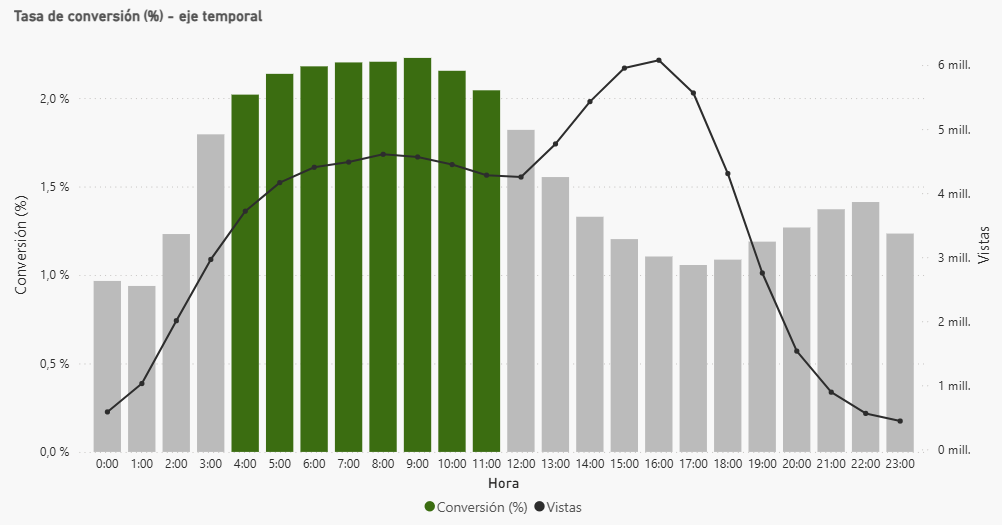 Tasa de conversión (%) - eje temporal
6 mill.
2,0 %
5 mill.
1,5 %
4 mill.
Conversión (%)
Vistas
3 mill.
1,0 %
2 mill.
0,5 %
1 mill.
0,0 %
0 mill.
0:00 1:00 2:00 3:00 4:00 5:00 6:00 7:00 8:00 9:00 10:00 11:00 12:00 13:00 14:00 15:00 16:00 17:00 18:00 19:00 20:00 21:00 22:00 23:00
Hora
Conversión (%) Vistas